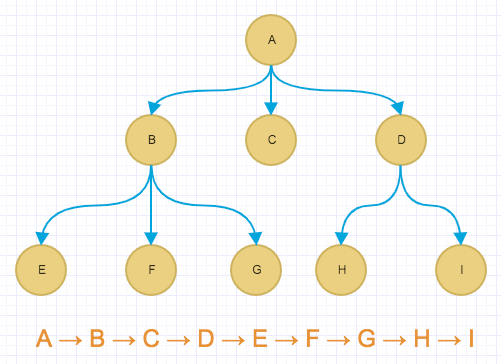 A
B C D
E F G H I
A → B → C → D → E → F → G → H → I